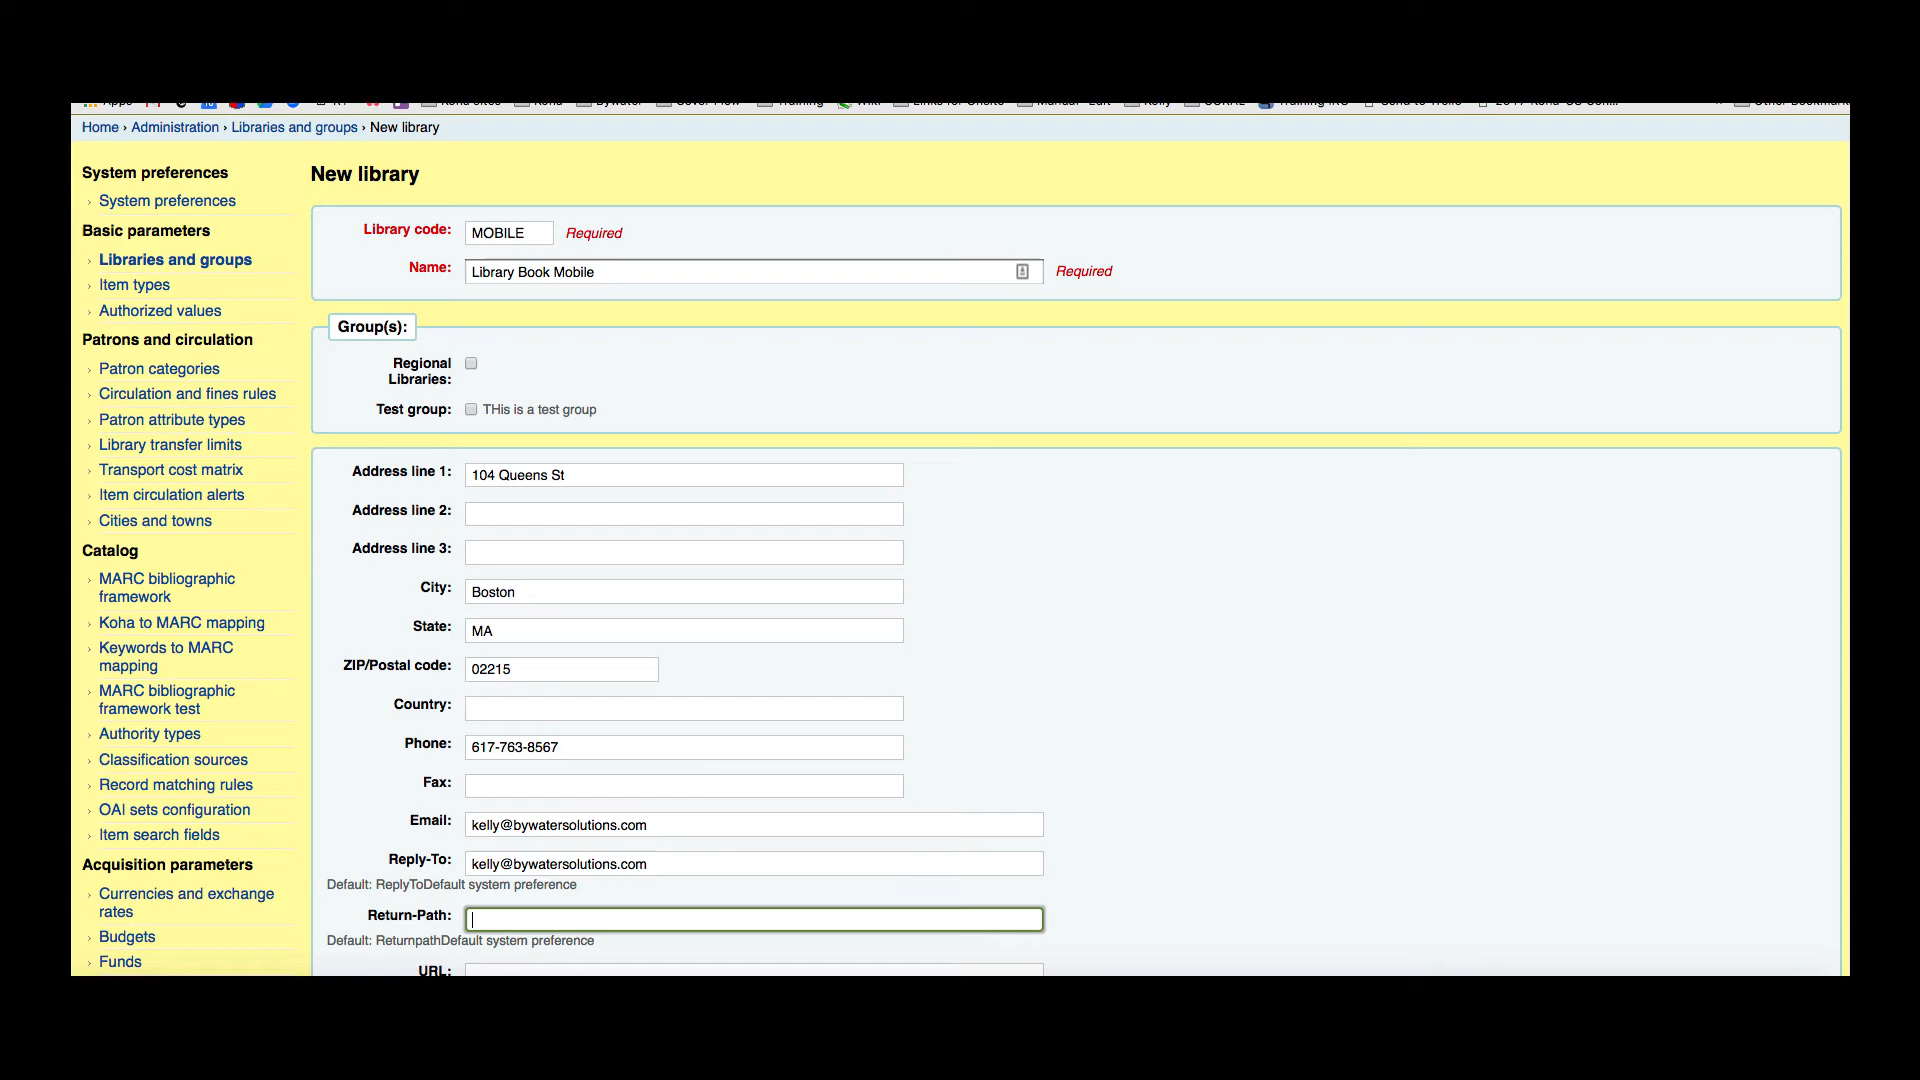 Home › Administration › Libraries and groups › New library
System preferences
› System preferences
Basic parameters
› Libraries and groups
› Item types
› Authorized values
Patrons and circulation
› Patron categories
› Circulation and fines rules
› Patron attribute types
› Library transfer limits
› Transport cost matrix
› Item circulation alerts
› Cities and towns
Catalog
› MARC bibliographic
framework
› Koha to MARC mapping
› Keywords to MARC
mapping
› MARC bibliographic
framework test
› Authority types
› Classification sources
› Record matching rules
› OAI sets configuration
› Item search fields
Acquisition parameters
› Currencies and exchange
rates
› Budgets
› Funds
New library
Library code: MOBILE Required
Name: Library Book Mobile Required
Group(s):
Regional
Libraries:
Test group: THis is a test group
Address line 1: 104 Queens St
Address line 2:
Address line 3:
City: Boston
State: MA
ZIP/Postal code: 02215
Country:
Phone: 617-763-8567
Fax:
Email: kelly@bywatersolutions.com
Reply-To: kelly@bywatersolutions.com
Default: ReplyToDefault system preference
Return-Path:
Default: ReturnpathDefault system preference
URL: